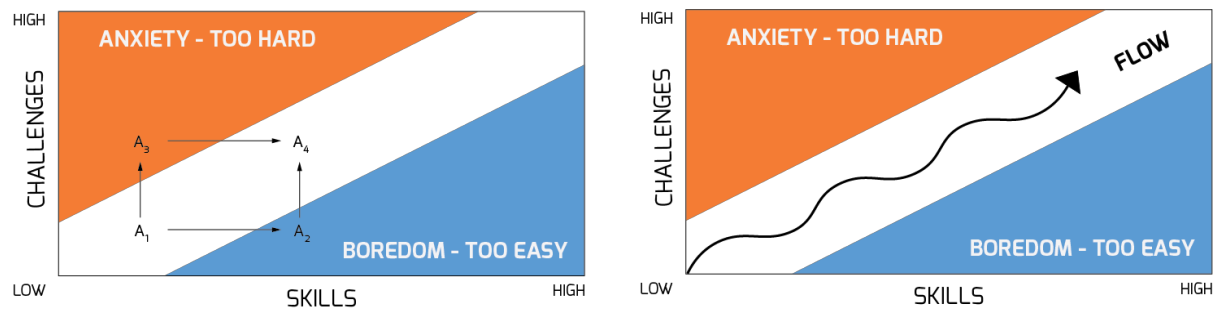 HIGH
ANXIETY - TOO HARD
CHALLENGES
A3
A4
A1
A2
BOREDOM - TOO EASY
LOW
SKILLS
HIGH
HIGH
ANXIETY - TOO HARD
FLOW
CHALLENGES
BOREDOM - TOO EASY
LOW
SKILLS
HIGH